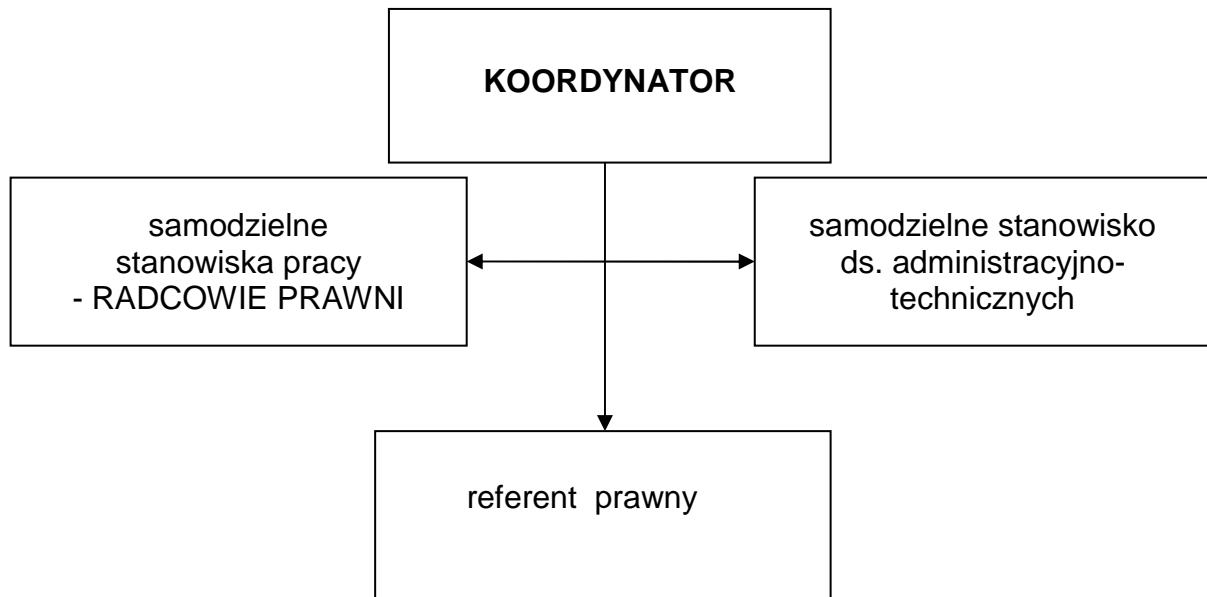 KOORDYNATOR
samodzielne
stanowiska pracy
- RADCOWIE PRAWNI
samodzielne stanowisko
ds. administracyjno-
technicznych
referent prawny